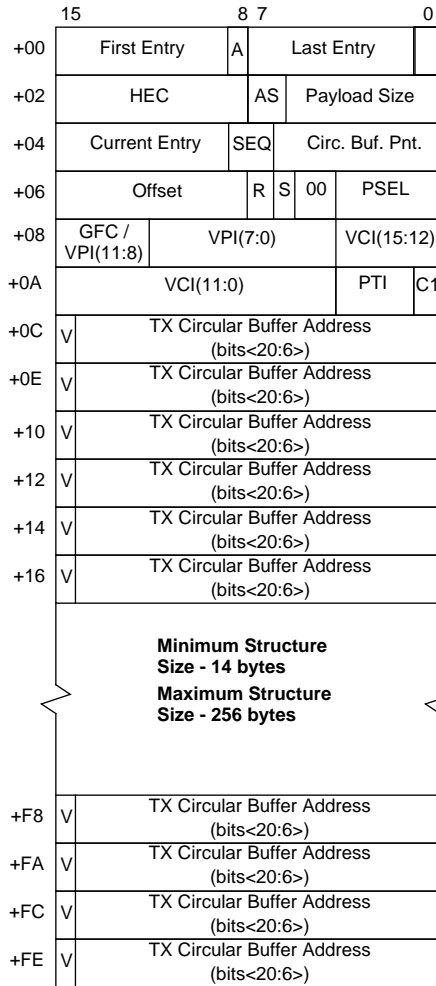 15 8 7 0
+00 First Entry A Last Entry
+02 HEC AS Payload Size
+04 Current Entry SEQ Circ. Buf. Pnt.
+06 Offset R S 00 PSEL
+08 GFC / VPI(11:8) VPI(7:0) VCI(15:12)
+0A VCI(11:0) PTI C1
+0C V TX Circular Buffer Address
(bits<20:6>)
+0E V TX Circular Buffer Address
(bits<20:6>)
+10 V TX Circular Buffer Address
(bits<20:6>)
+12 V TX Circular Buffer Address
(bits<20:6>)
+14 V TX Circular Buffer Address
(bits<20:6>)
+16 V TX Circular Buffer Address
(bits<20:6>)
Minimum Structure
Size - 14 bytes
Maximum Structure
Size - 256 bytes
+F8 V TX Circular Buffer Address
(bits<20:6>)
+FA V TX Circular Buffer Address
(bits<20:6>)
+FC V TX Circular Buffer Address
(bits<20:6>)
+FE V TX Circular Buffer Address
(bits<20:6>)